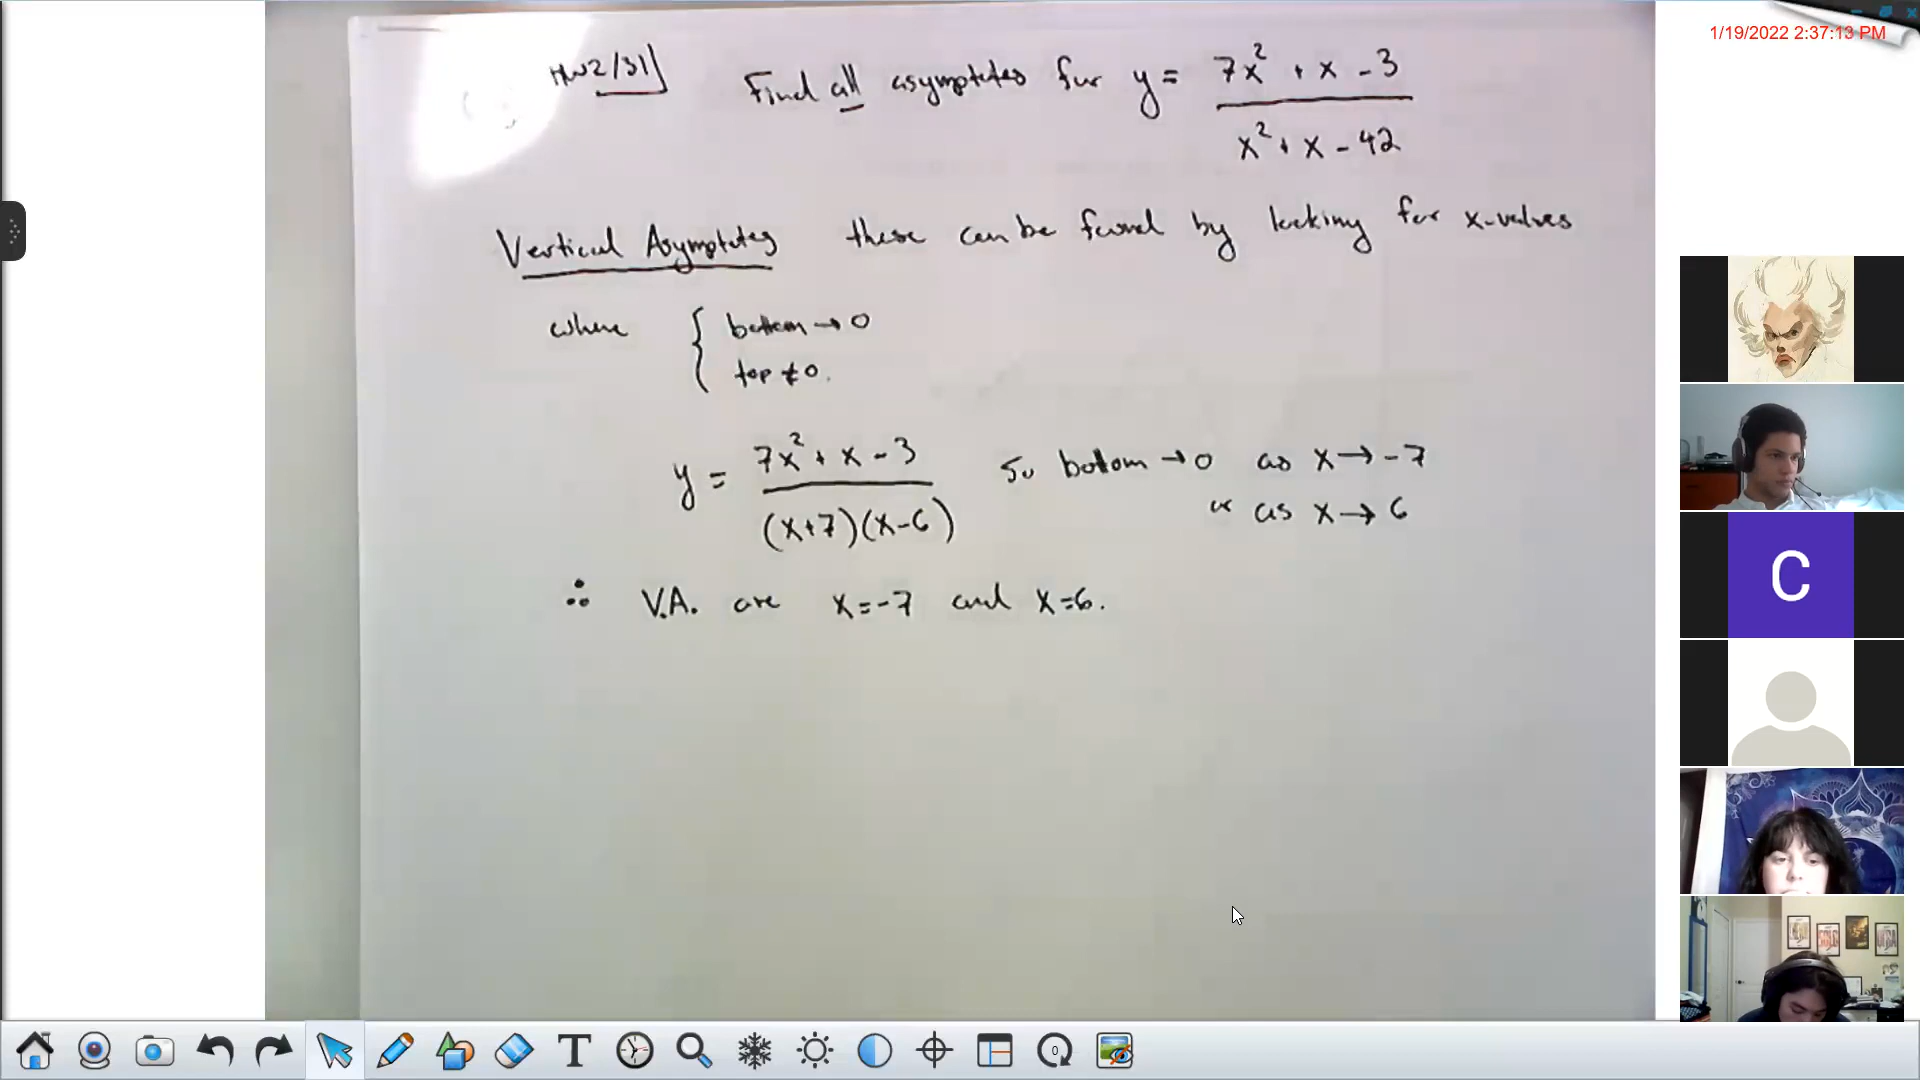 1/19/2022 2:37:13 PM
HW2/31] Find all asymptotes for y = 7x² + x - 3
x² + x - 42
Vertical Asymptotes these can be found by looking for x-values
where { bottom → 0
top ↛ 0.
y = 7x² + x - 3 So bottom → 0 as x → -7
(x+7)(x-6) or as x → 6
∴ V.A. are x=-7 and x=6.
C
T
0